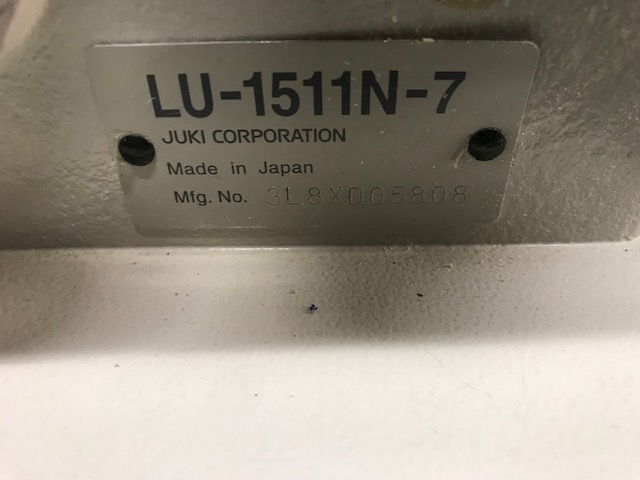 LU-1511N-7
JUKI CORPORATION
Made in Japan
Mfg. No. 3L8XD05808